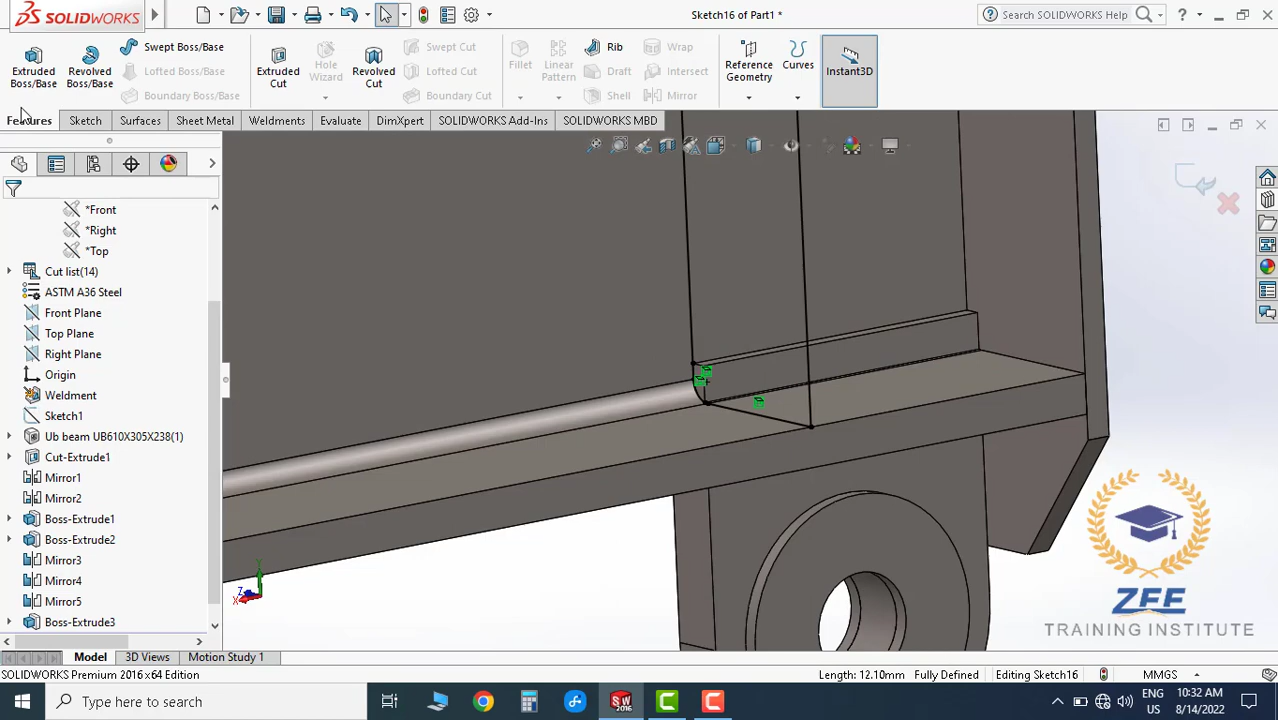 SOLIDWORKS
Sketch16 of Part1 *
Search SOLIDWORKS Help
?
Extruded Boss/Base
Revolved Boss/Base
Swept Boss/Base
Lofted Boss/Base
Boundary Boss/Base
Extruded Cut
Hole Wizard
Revolved Cut
Swept Cut
Lofted Cut
Boundary Cut
Fillet
Linear Pattern
Rib
Draft
Shell
Wrap
Intersect
Mirror
Reference Geometry
Curves
Instant3D
Features
Sketch
Surfaces
Sheet Metal
Weldments
Evaluate
DimXpert
SOLIDWORKS Add-Ins
SOLIDWORKS MBD
*Front
*Right
*Top
Cut list(14)
ASTM A36 Steel
Front Plane
Top Plane
Right Plane
Origin
Weldment
Sketch1
Ub beam UB610X305X238(1)
Cut-Extrude1
Mirror1
Mirror2
Boss-Extrude1
Boss-Extrude2
Mirror3
Mirror4
Mirror5
Boss-Extrude3
Y
Z
X
ZFE
TRAINING INSTITUTE
Model
3D Views
Motion Study 1
SOLIDWORKS Premium 2016 x64 Edition
Length: 12.10mm
Fully Defined
Editing Sketch16
MMGS
Type here to search
SW
2016
ENG
US
10:32 AM
8/14/2022